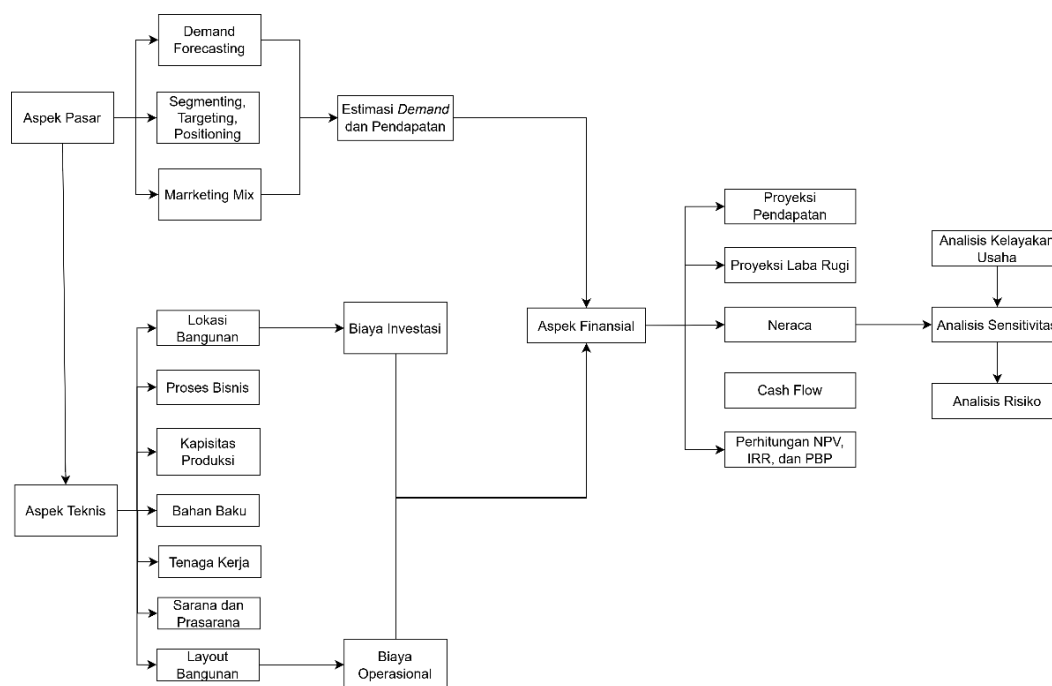 Demand
Forecasting
Aspek Pasar
Segmenting,
Targeting,
Positioning
Estimasi Demand
dan Pendapatan
Marrketing Mix
Proyeksi
Pendapatan
Proyeksi Laba Rugi
Analisis Kelayakan
Usaha
Lokasi
Bangunan
Biaya Investasi
Aspek Finansial
Neraca
Analisis Sensitivitas
Proses Bisnis
Cash Flow
Analisis Risiko
Kapisitas
Produksi
Perhitungan NPV,
IRR, dan PBP
Aspek Teknis
Bahan Baku
Tenaga Kerja
Sarana dan
Prasarana
Layout
Bangunan
Biaya
Operasional